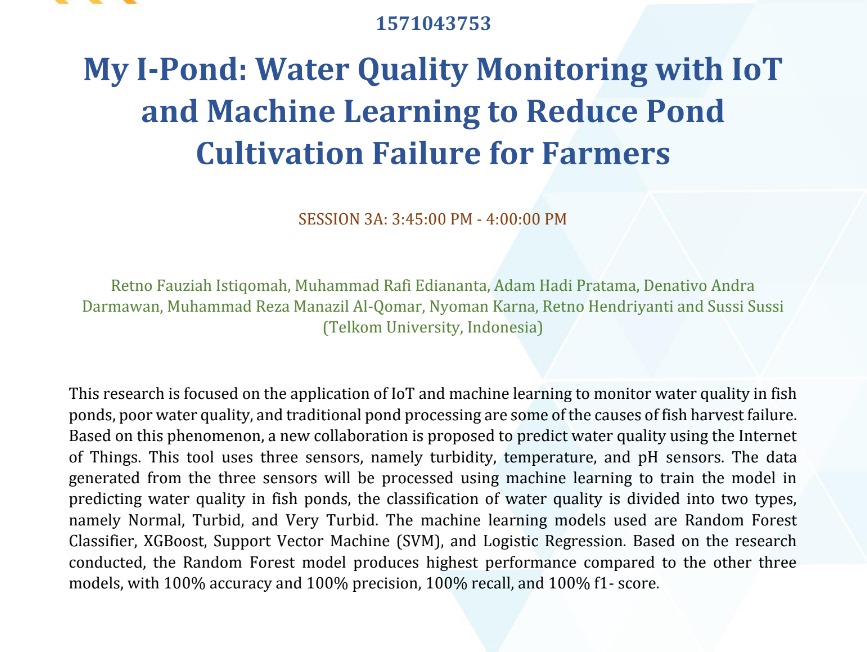 1571043753
My I-Pond: Water Quality Monitoring with IoT
and Machine Learning to Reduce Pond
Cultivation Failure for Farmers
SESSION 3A: 3:45:00 PM - 4:00:00 PM
Retno Fauziah Istiqomah, Muhammad Rafi Ediananta, Adam Hadi Pratama, Denativo Andra
Darmawan, Muhammad Reza Manazil Al-Qomar, Nyoman Karna, Retno Hendriyanti and Sussi Sussi
(Telkom University, Indonesia)
This research is focused on the application of IoT and machine learning to monitor water quality in fish
ponds, poor water quality, and traditional pond processing are some of the causes of fish harvest failure.
Based on this phenomenon, a new collaboration is proposed to predict water quality using the Internet
of Things. This tool uses three sensors, namely turbidity, temperature, and pH sensors. The data
generated from the three sensors will be processed using machine learning to train the model in
predicting water quality in fish ponds, the classification of water quality is divided into two types,
namely Normal, Turbid, and Very Turbid. The machine learning models used are Random Forest
Classifier, XGBoost, Support Vector Machine (SVM), and Logistic Regression. Based on the research
conducted, the Random Forest model produces highest performance compared to the other three
models, with 100% accuracy and 100% precision, 100% recall, and 100% f1- score.